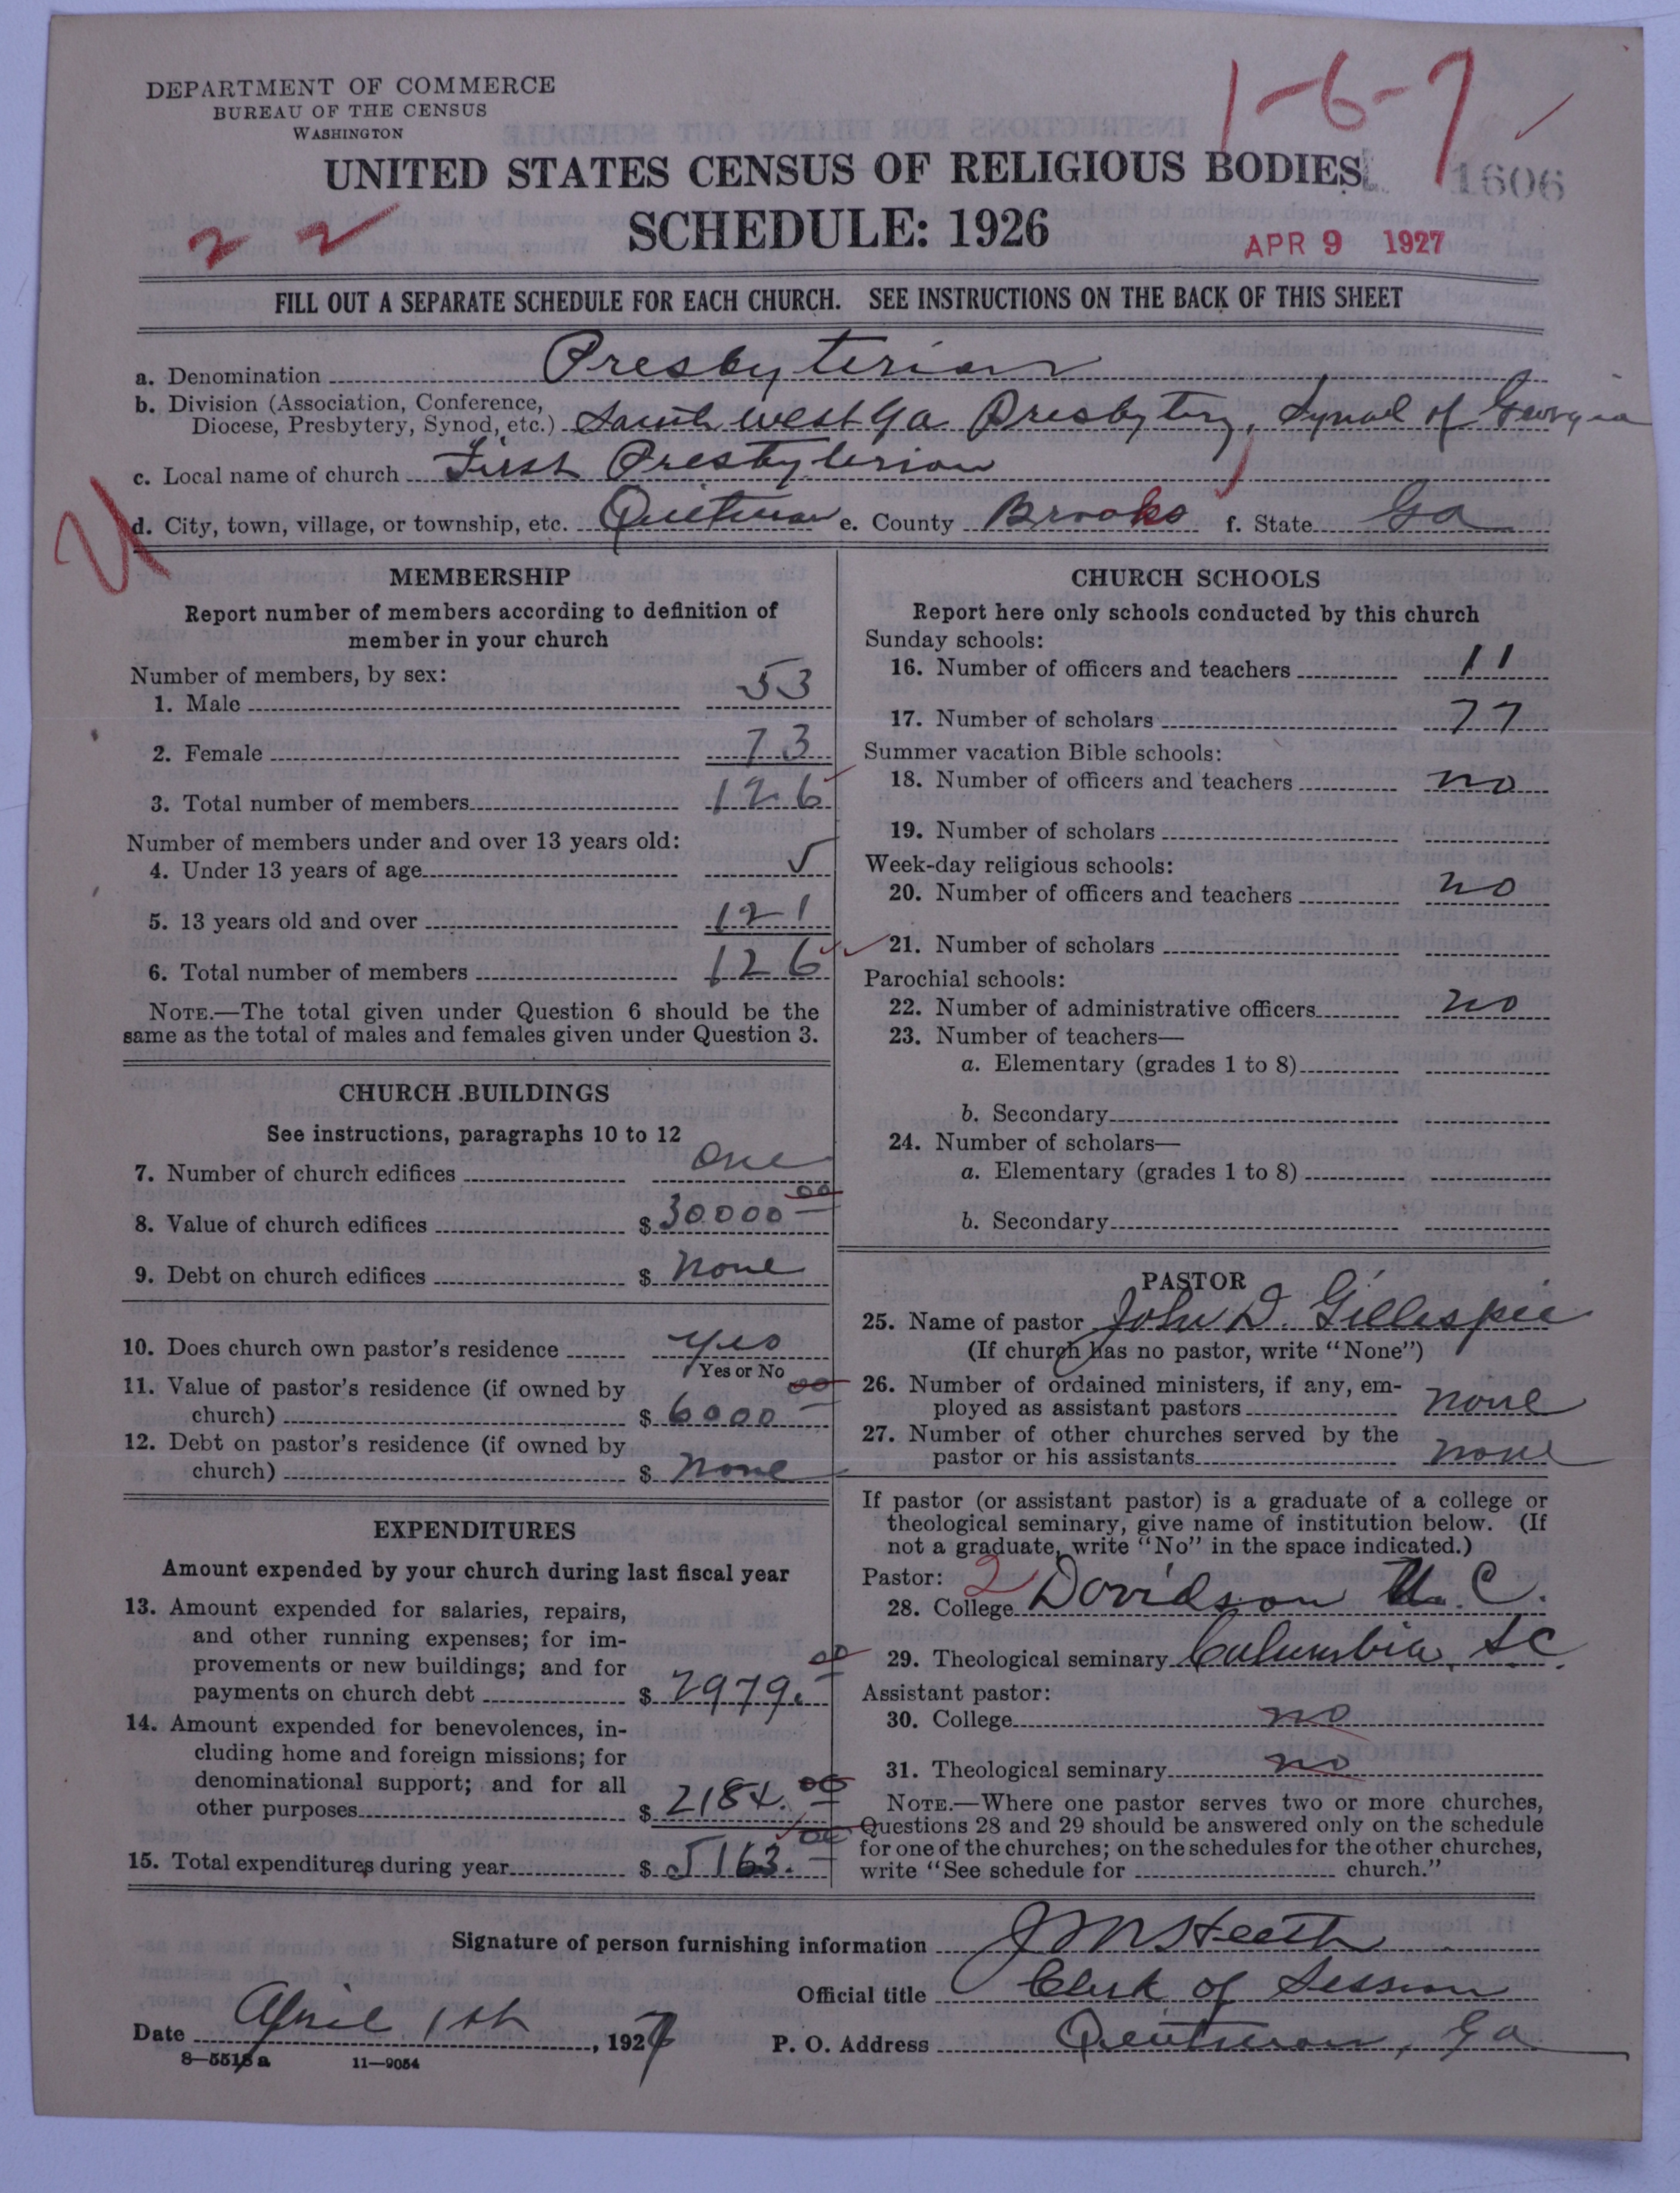 DEPARTMENT OF COMMERCE
BUREAU OF THE CENSUS
WASHINGTON
1-6-7
UNITED STATES CENSUS OF RELIGIOUS BODIES
1606
SCHEDULE: 1926
2 2
APR 9 1927
FILL OUT A SEPARATE SCHEDULE FOR EACH CHURCH. SEE INSTRUCTIONS ON THE BACK OF THIS SHEET
a. Denomination Presbyterian
b. Division (Association, Conference,
Diocese, Presbytery, Synod, etc.) South west Ga Presbytery, Synod of Georgia
c. Local name of church First Presbyterian
d. City, town, village, or township, etc. Quitman e. County Brooks f. State Ga
MEMBERSHIP
Report number of members according to definition of
member in your church
Number of members, by sex:
1. Male 53
2. Female 73
3. Total number of members 126
Number of members under and over 13 years old:
4. Under 13 years of age 5
5. 13 years old and over 121
6. Total number of members 126
NOTE.—The total given under Question 6 should be the
same as the total of males and females given under Question 3.
CHURCH BUILDINGS
See instructions, paragraphs 10 to 12
7. Number of church edifices One
8. Value of church edifices $ 30000 00
9. Debt on church edifices $ None
10. Does church own pastor's residence yes
Yes or No
11. Value of pastor's residence (if owned by
church) $ 6000 00
12. Debt on pastor's residence (if owned by
church) $ None
EXPENDITURES
Amount expended by your church during last fiscal year
13. Amount expended for salaries, repairs,
and other running expenses; for im-
provements or new buildings; and for
payments on church debt $ 2979. 00
14. Amount expended for benevolences, in-
cluding home and foreign missions; for
denominational support; and for all
other purposes $ 2184. 00
15. Total expenditures during year $ 5163. 00
CHURCH SCHOOLS
Report here only schools conducted by this church
Sunday schools:
16. Number of officers and teachers 11
17. Number of scholars 77
Summer vacation Bible schools:
18. Number of officers and teachers no
19. Number of scholars
Week-day religious schools:
20. Number of officers and teachers no
21. Number of scholars
Parochial schools:
22. Number of administrative officers no
23. Number of teachers—
a. Elementary (grades 1 to 8)
b. Secondary
24. Number of scholars—
a. Elementary (grades 1 to 8)
b. Secondary
PASTOR
25. Name of pastor John D. Gillespie
(If church has no pastor, write "None")
26. Number of ordained ministers, if any, em-
ployed as assistant pastors none
27. Number of other churches served by the
pastor or his assistants none
If pastor (or assistant pastor) is a graduate of a college or
theological seminary, give name of institution below. (If
not a graduate, write "No" in the space indicated.)
Pastor: 2
28. College Davidson N. C.
29. Theological seminary Columbia, S.C.
Assistant pastor:
30. College no
31. Theological seminary no
NOTE.—Where one pastor serves two or more churches,
Questions 28 and 29 should be answered only on the schedule
for one of the churches; on the schedules for the other churches,
write "See schedule for church."
Signature of person furnishing information J M Heeth
Official title Clerk of Session
Date April 1st, 1927 P. O. Address Quitman, Ga
8—5518 a 11—9054